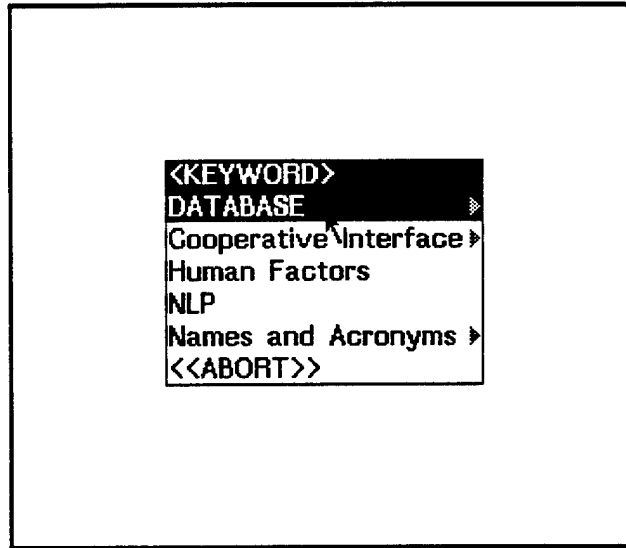 <KEYWORD>
DATABASE
Cooperative Interface
Human Factors
NLP
Names and Acronyms
<<ABORT>>